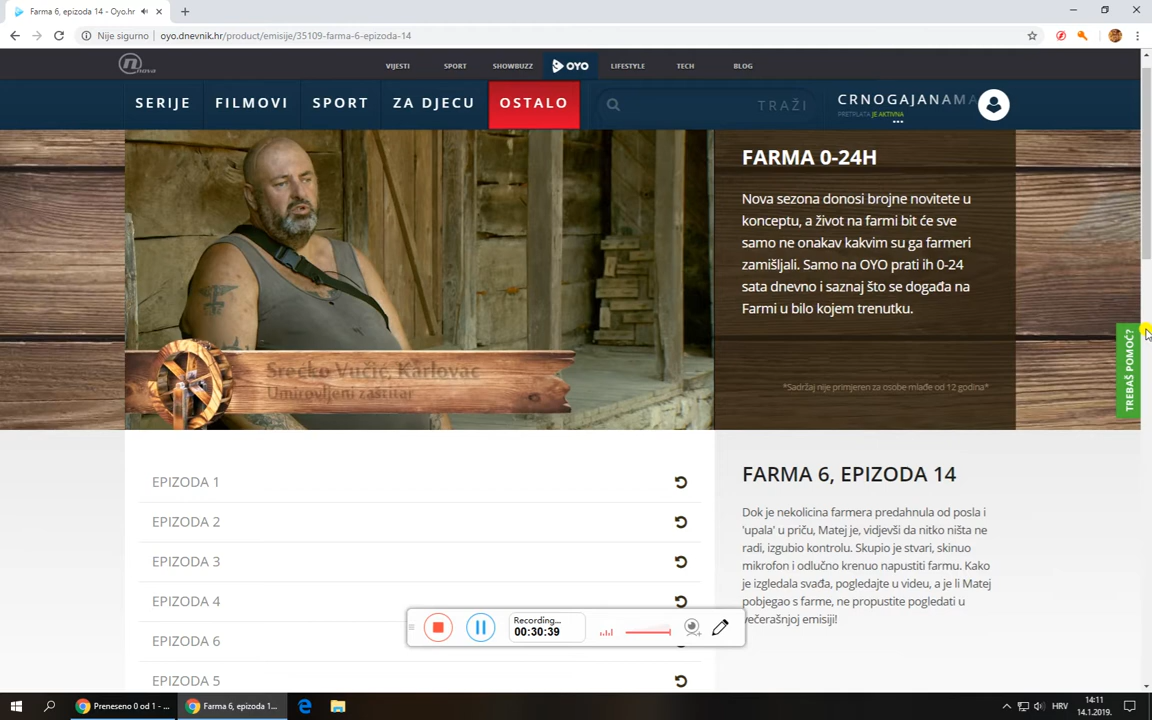 Farma 6, epizoda 14 - Oyo.hr
Nije sigurno
oyo.dnevnik.hr/product/emisije/35109-farma-6-epizoda-14
nova
VIJESTI
SPORT
SHOWBUZZ
OYO
LIFESTYLE
TECH
BLOG
SERIJE
FILMOVI
SPORT
ZA DJECU
OSTALO
TRAŽI
CRNOGAJANAMA
PRETPLATA JE AKTIVNA
FARMA 0-24H
Nova sezona donosi brojne novitete u
konceptu, a život na farmi bit će sve
samo ne onakav kakvim su ga farmeri
zamišljali. Samo na OYO prati ih 0-24
sata dnevno i saznaj što se događa na
Farmi u bilo kojem trenutku.
*Sadržaj nije primjeren za osobe mlađe od 12 godina*
Srećko Vučić, Karlovac
Umirovljeni zaštitar
TREBAŠ POMOĆ?
EPIZODA 1
EPIZODA 2
EPIZODA 3
EPIZODA 4
EPIZODA 6
EPIZODA 5
FARMA 6, EPIZODA 14
Dok je nekolicina farmera predahnula od posla i
'upala' u priču, Matej je, vidjevši da nitko ništa ne
radi, izgubio kontrolu. Skupio je stvari, skinuo
mikrofon i odlučno krenuo napustiti farmu. Kako
je izgledala svađa, pogledajte u videu, a je li Matej
pobjegao s farme, ne propustite pogledati u
večerašnjoj emisiji!
Recording...
00:30:39
Preneseno 0 od 1 - ...
Farma 6, epizoda 1...
HRV
14:11
14.1.2019.